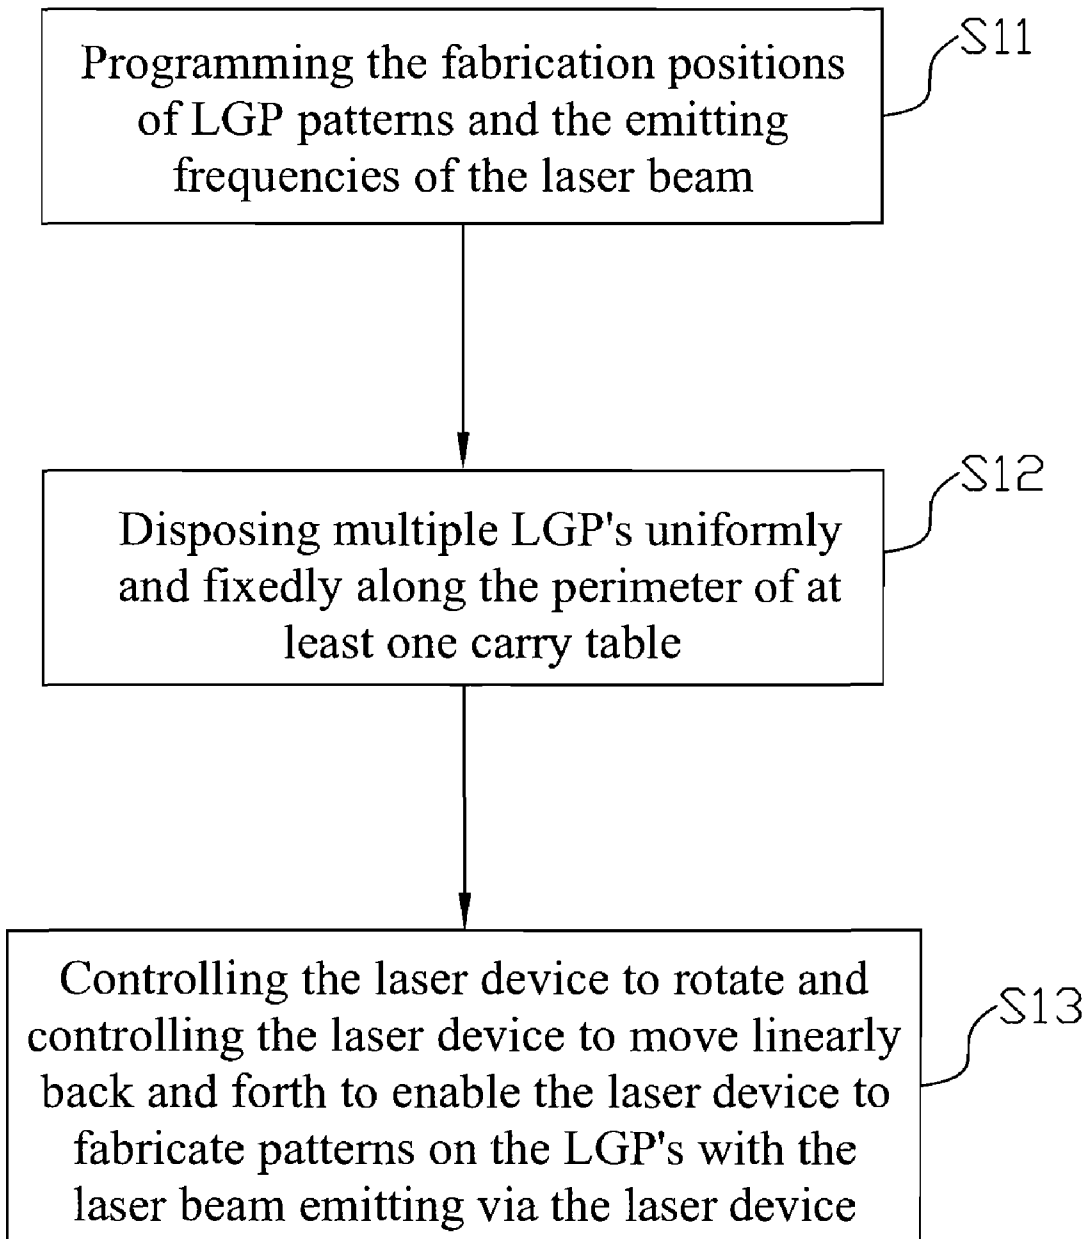 Programming the fabrication positions
of LGP patterns and the emitting
frequencies of the laser beam
S11
Disposing multiple LGP's uniformly
and fixedly along the perimeter of at
least one carry table
S12
Controlling the laser device to rotate and
controlling the laser device to move linearly
back and forth to enable the laser device to
fabricate patterns on the LGP's with the
laser beam emitting via the laser device
S13